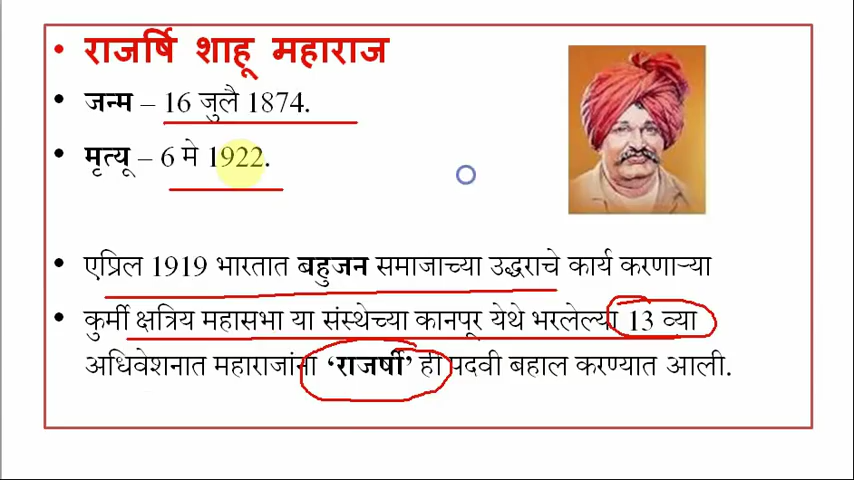 राजर्षि शाहू महाराज
जन्म – 16 जुलै 1874.
मृत्यू – 6 मे 1922.
एप्रिल 1919 भारतात बहुजन समाजाच्या उद्धराचे कार्य करणाऱ्या
कुर्मी क्षत्रिय महासभा या संस्थेच्या कानपूर येथे भरलेल्या 13 व्या
अधिवेशनात महाराजांना ‘राजर्षी’ ही पदवी बहाल करण्यात आली.